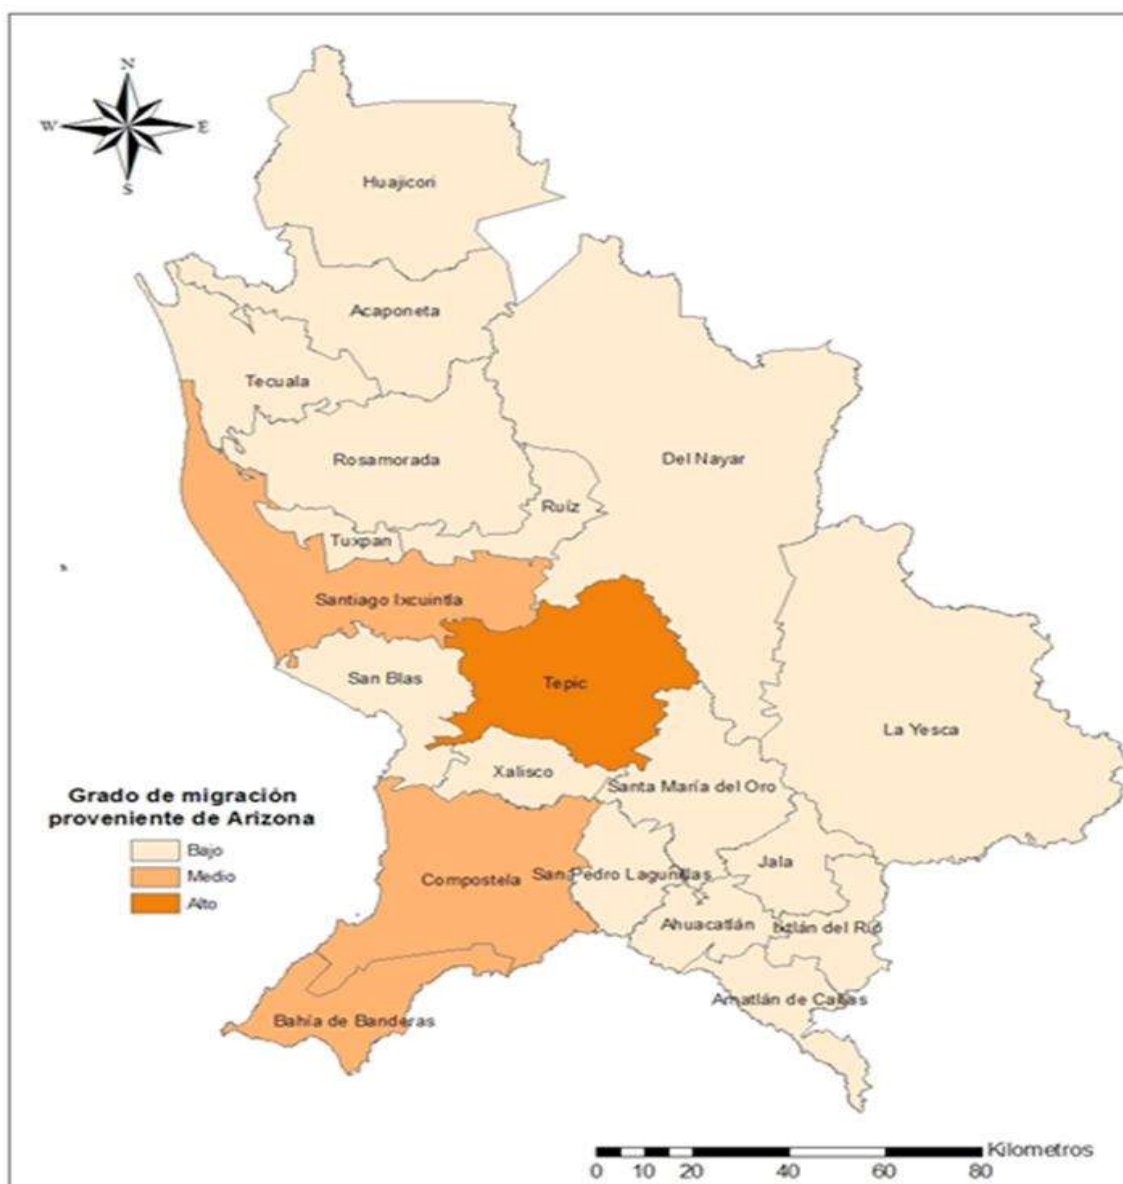 N
W E
S
Huajicori
Acaponeta
Tecuala
Rosamorada
Del Nayar
Ruíz
Tuxpan
Santiago Ixcuintla
San Blas
Tepic
La Yesca
Xalisco
Santa María del Oro
Grado de migración
proveniente de Arizona
Bajo
Medio
Alto
Compostela
San Pedro Lagunillas
Jala
Ahuacatlán
Ixtlán del Río
Amatlán de Cañas
Bahía de Banderas
Kilometros
0 10 20 40 60 80